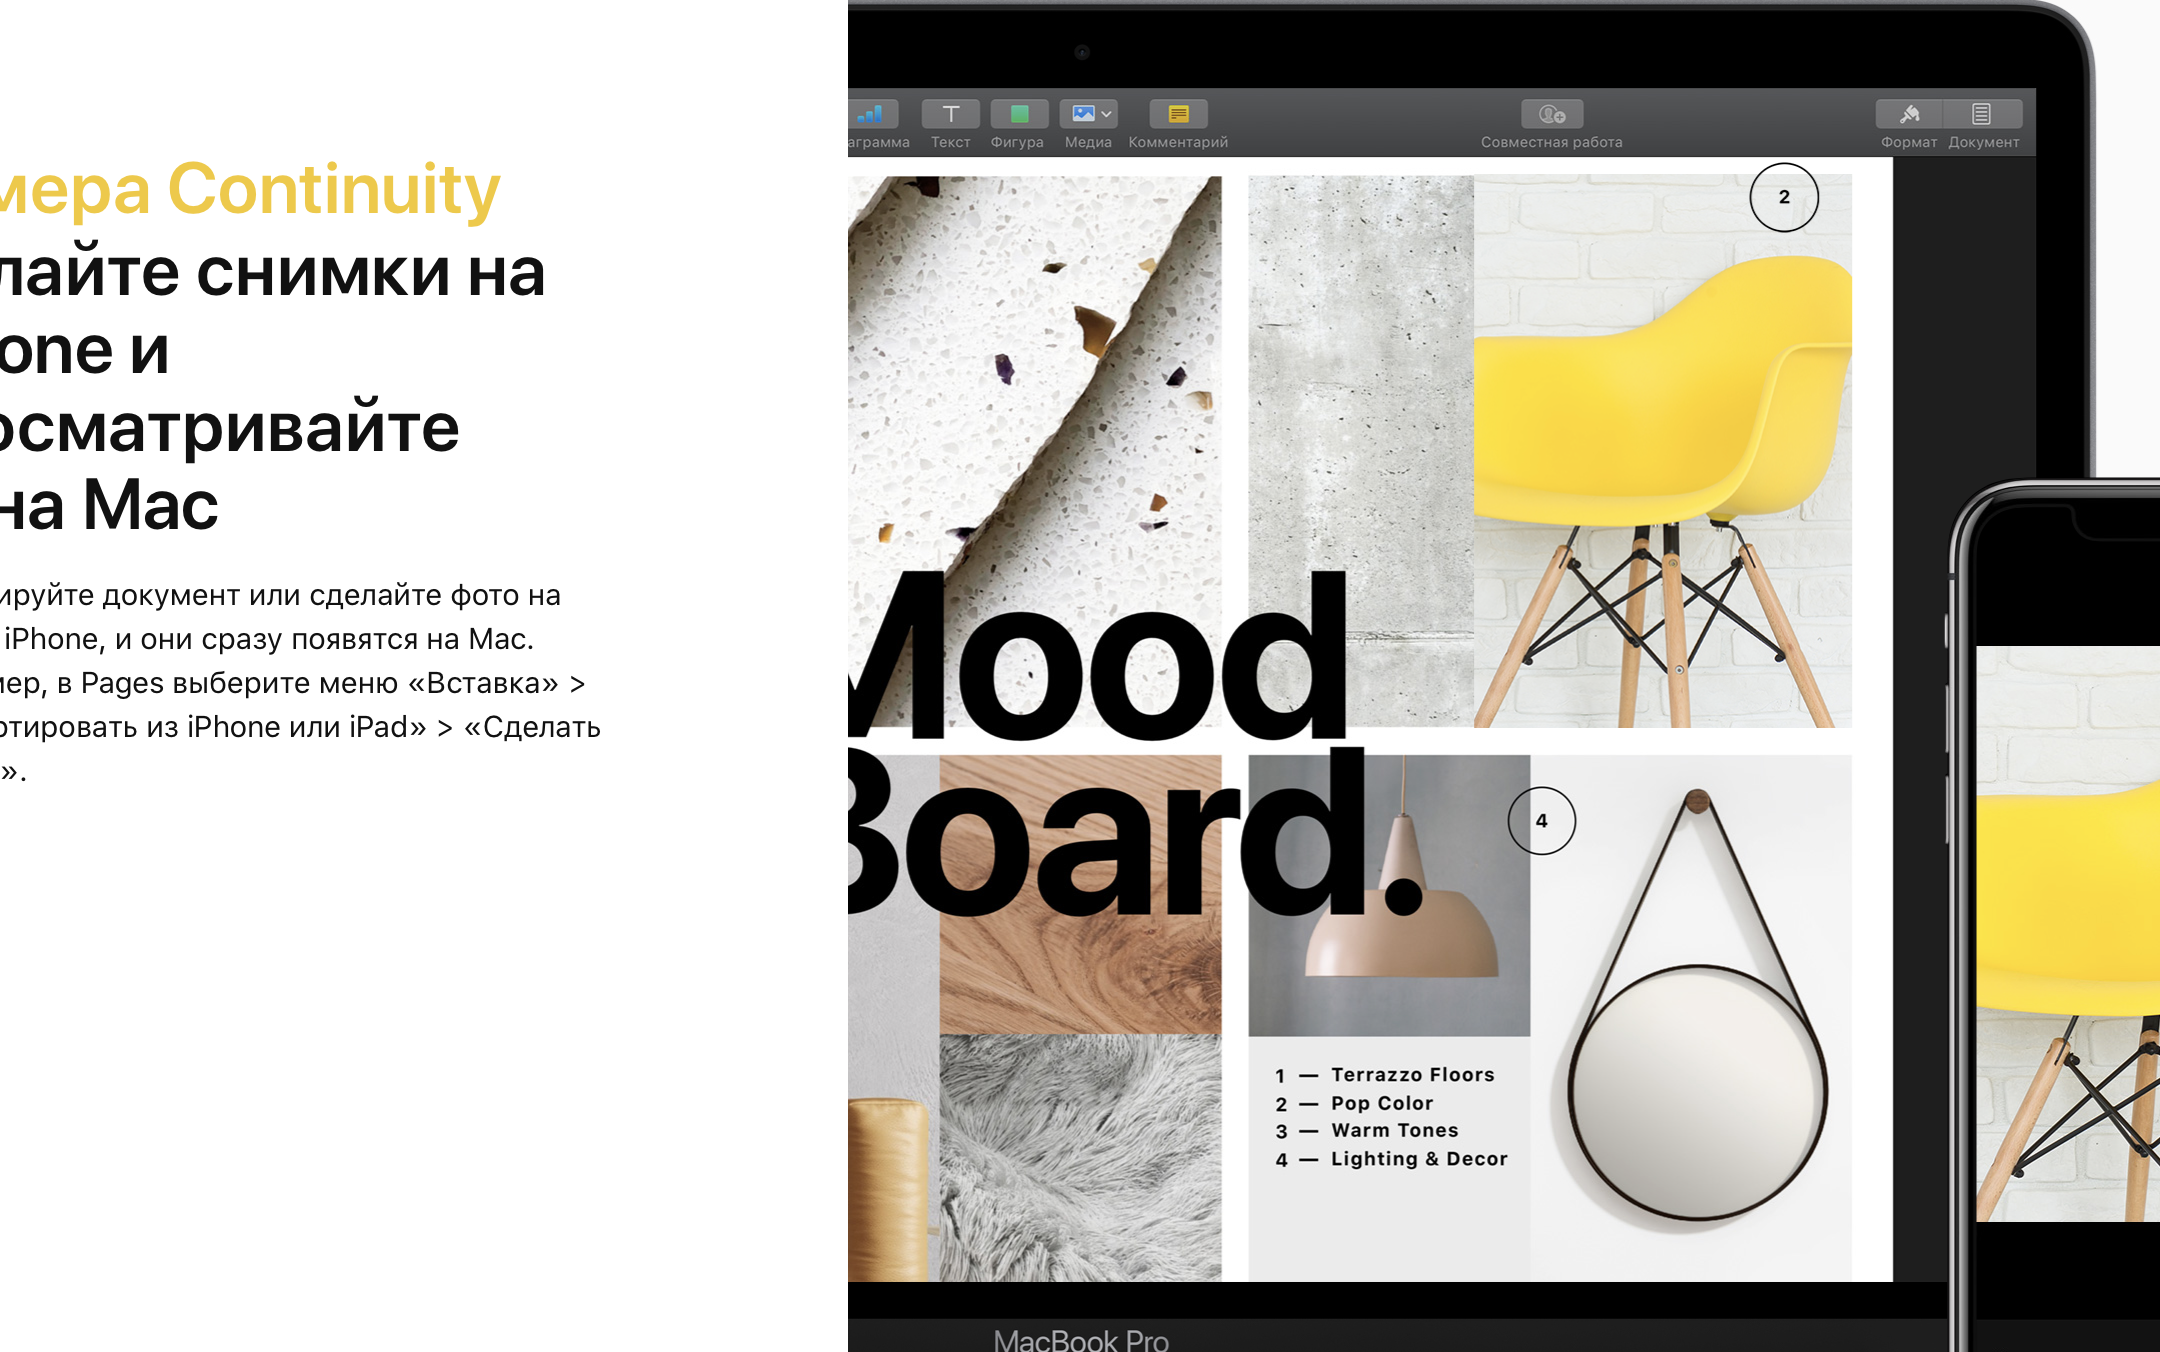 мера Continuity
лайте снимки на
one и
осматривайте
на Mac
ируйте документ или сделайте фото на
iPhone, и они сразу появятся на Mac.
мер, в Pages выберите меню «Вставка» >
ртировать из iPhone или iPad» > «Сделать
».
аграмма Текст Фигура Медиа Комментарий Совместная работа Формат Документ
2
Mood
Board.
4
1 — Terrazzo Floors
2 — Pop Color
3 — Warm Tones
4 — Lighting & Decor
MacBook Pro